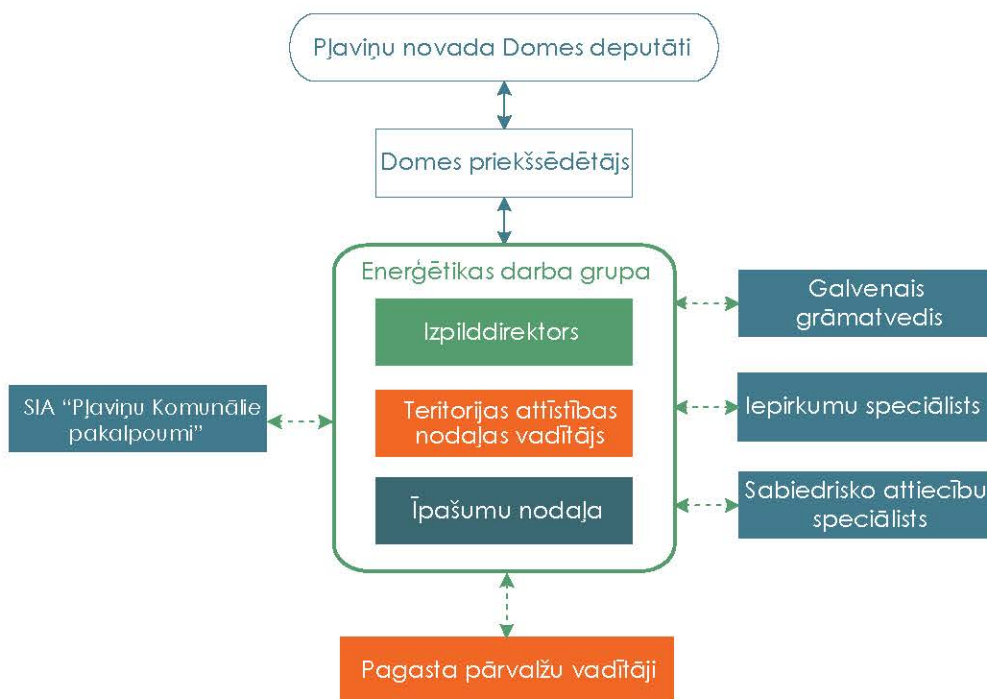 Pļaviņu novada Domes deputāti
Domes priekšsēdētājs
Enerģētikas darba grupa
Izpilddirektors
Teritorijas attīstības
nodaļas vadītājs
Īpašumu nodaļa
SIA “Pļaviņu Komunālie
pakalpoumi”
Galvenais
grāmatvedis
Iepirkumu speciālists
Sabiedrisko attiecību
speciālists
Pagasta pārvalžu vadītāji